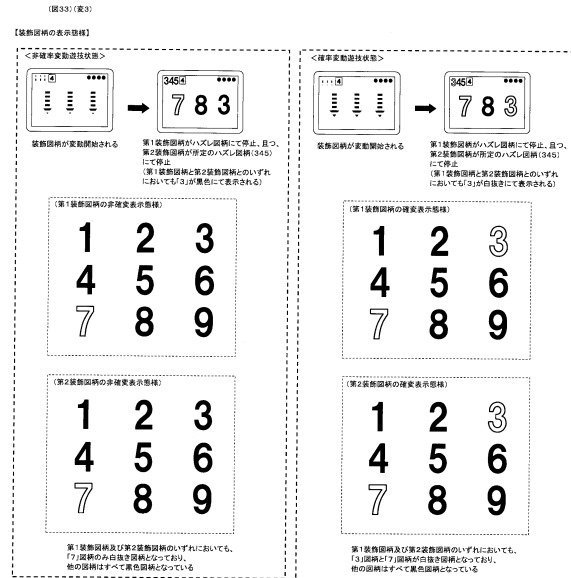 (図33)(変3)
【装飾図柄の表示態様】
<非確率変動遊技状態>
4
345 4
7 8 3
装飾図柄が変動開始される
第1装飾図柄がハズレ図柄にて停止、且つ、
第2装飾図柄が所定のハズレ図柄(345)
にて停止
(第1装飾図柄と第2装飾図柄とのいずれ
においても「3」が黒色にて表示される)
(第1装飾図柄の非確変表示態様)
1 2 3
4 5 6
7 8 9
(第2装飾図柄の非確変表示態様)
1 2 3
4 5 6
7 8 9
第1装飾図柄及び第2装飾図柄のいずれにおいても、
「7」図柄のみ白抜き図柄となっており、
他の図柄はすべて黒色図柄となっている
<確率変動遊技状態>
4
345 4
7 8 3
装飾図柄が変動開始される
第1装飾図柄がハズレ図柄にて停止、且つ、
第2装飾図柄が所定のハズレ図柄(345)
にて停止
(第1装飾図柄と第2装飾図柄とのいずれ
においても「3」が白抜きにて表示される)
(第1装飾図柄の確変表示態様)
1 2 3
4 5 6
7 8 9
(第2装飾図柄の確変表示態様)
1 2 3
4 5 6
7 8 9
第1装飾図柄及び第2装飾図柄のいずれにおいても、
「3」図柄と「7」図柄が白抜き図柄となっており、
他の図柄はすべて黒色図柄となっている